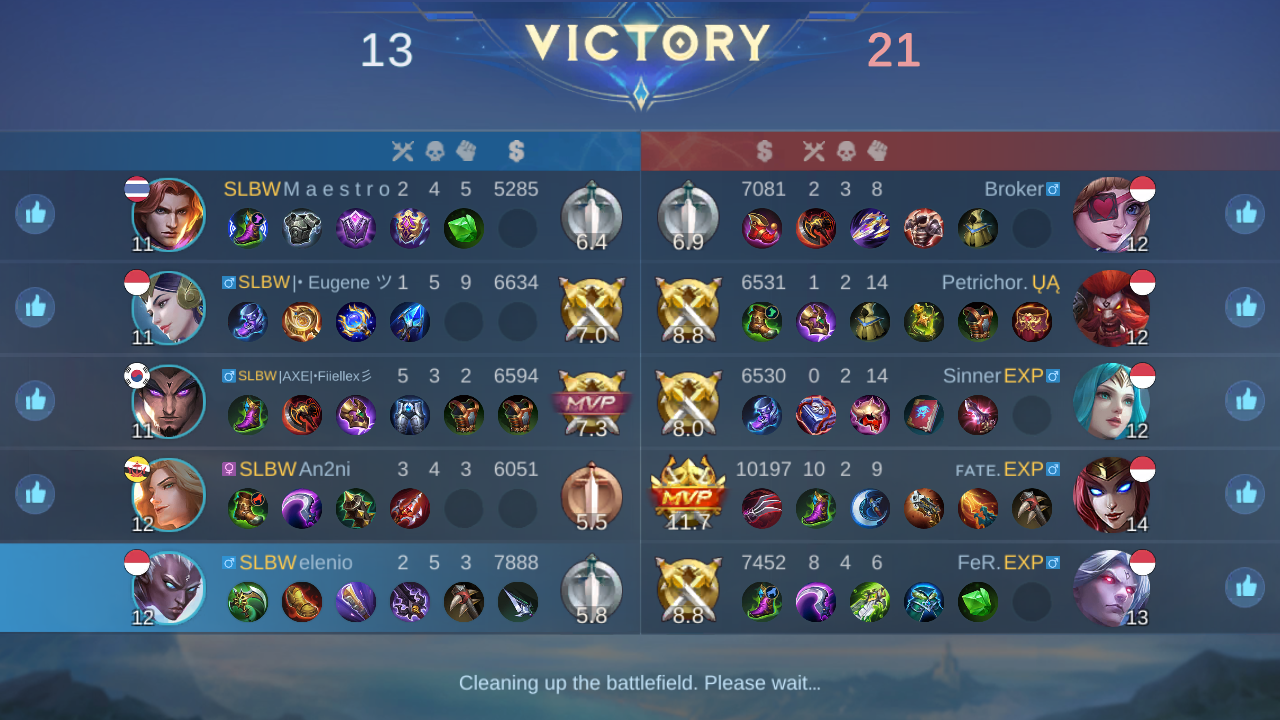 13 VICTORY 21
SLBW M a e s t r o 2 4 5 5285
11
6.4
7081 2 3 8 Broker
6.9
12
SLBW|• Eugene ツ 1 5 9 6634
11
7.0
6531 1 2 14 Petrichor. ŲĄ
8.8
12
SLBW|AXE|•Fiiellex彡 5 3 2 6594
11
MVP
7.3
6530 0 2 14 Sinner EXP
8.0
12
SLBW An2ni 3 4 3 6051
12
5.5
10197 10 2 9 ꜰᴀᴛᴇ. EXP
MVP
11.7
14
SLBW elenio 2 5 3 7888
12
5.8
7452 8 4 6 FeR. EXP
8.8
13
Cleaning up the battlefield. Please wait...